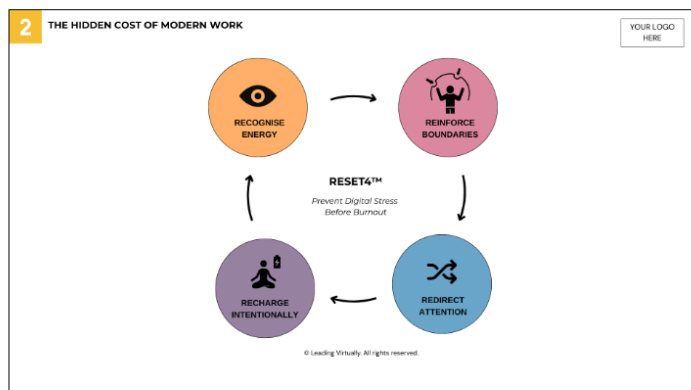 2
THE HIDDEN COST OF MODERN WORK
YOUR LOGO
HERE
RECOGNISE
ENERGY
REINFORCE
BOUNDARIES
RESET4™
Prevent Digital Stress
Before Burnout
RECHARGE
INTENTIONALLY
REDIRECT
ATTENTION
© Leading Virtually. All rights reserved.